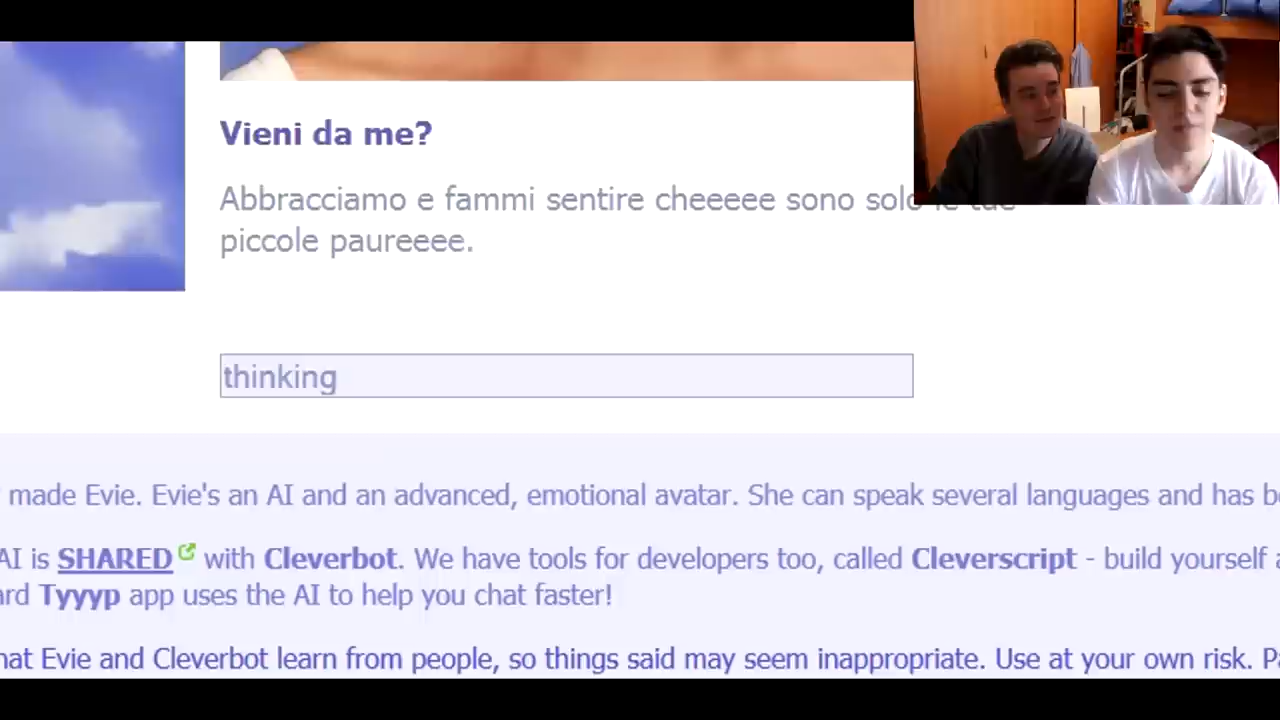 Vieni da me?
Abbracciamo e fammi sentire cheeeee sono solo le tue
piccole paureeee.
thinking
made Evie. Evie's an AI and an advanced, emotional avatar. She can speak several languages and has
AI is SHARED with Cleverbot. We have tools for developers too, called Cleverscript - build yourself
Tyyyp app uses the AI to help you chat faster!
Evie and Cleverbot learn from people, so things said may seem inappropriate. Use at your own risk.